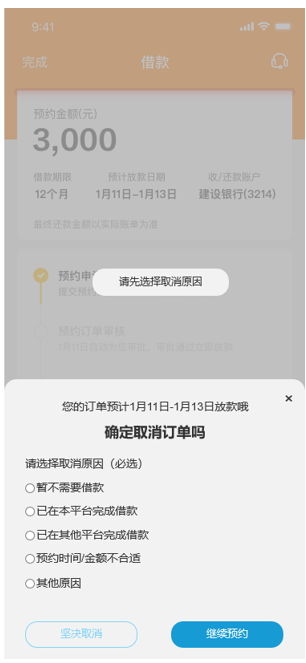 9:41
完成 借款
预约金额(元)
3,000
借款期限 预计放款日期 收/还款账户
12个月 1月11日-1月13日 建设银行(3214)
最终还款金额以实际账单为准
预约申
提交预约
请先选择取消原因
预约订单审核
您的订单预计1月11日-1月13日放款哦
确定取消订单吗
请选择取消原因（必选）
暂不需要借款
已在本平台完成借款
已在其他平台完成借款
预约时间/金额不合适
其他原因
坚决取消 继续预约